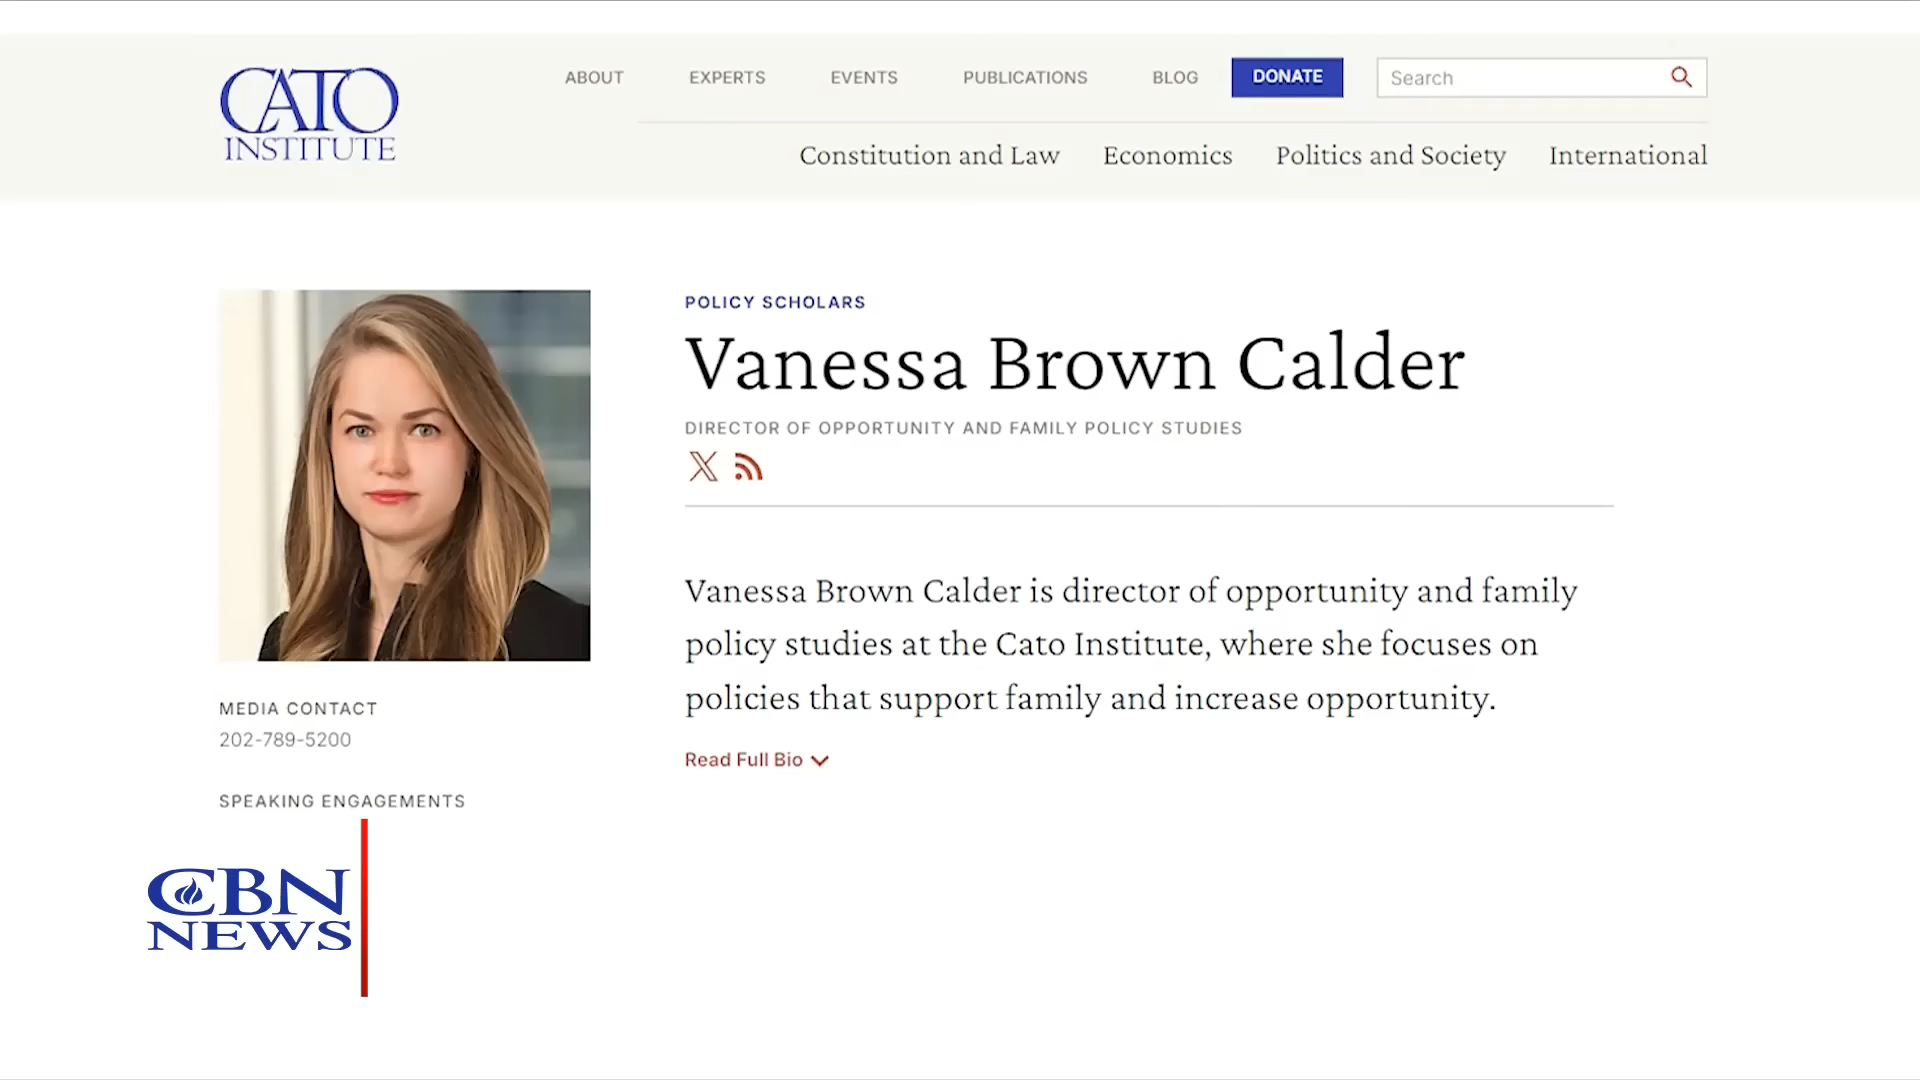 CATO
INSTITUTE
ABOUT
EXPERTS
EVENTS
PUBLICATIONS
BLOG
DONATE
Search
Constitution and Law
Economics
Politics and Society
International
POLICY SCHOLARS
Vanessa Brown Calder
DIRECTOR OF OPPORTUNITY AND FAMILY POLICY STUDIES
Vanessa Brown Calder is director of opportunity and family
policy studies at the Cato Institute, where she focuses on
policies that support family and increase opportunity.
Read Full Bio
MEDIA CONTACT
202-789-5200
SPEAKING ENGAGEMENTS
CBN
NEWS